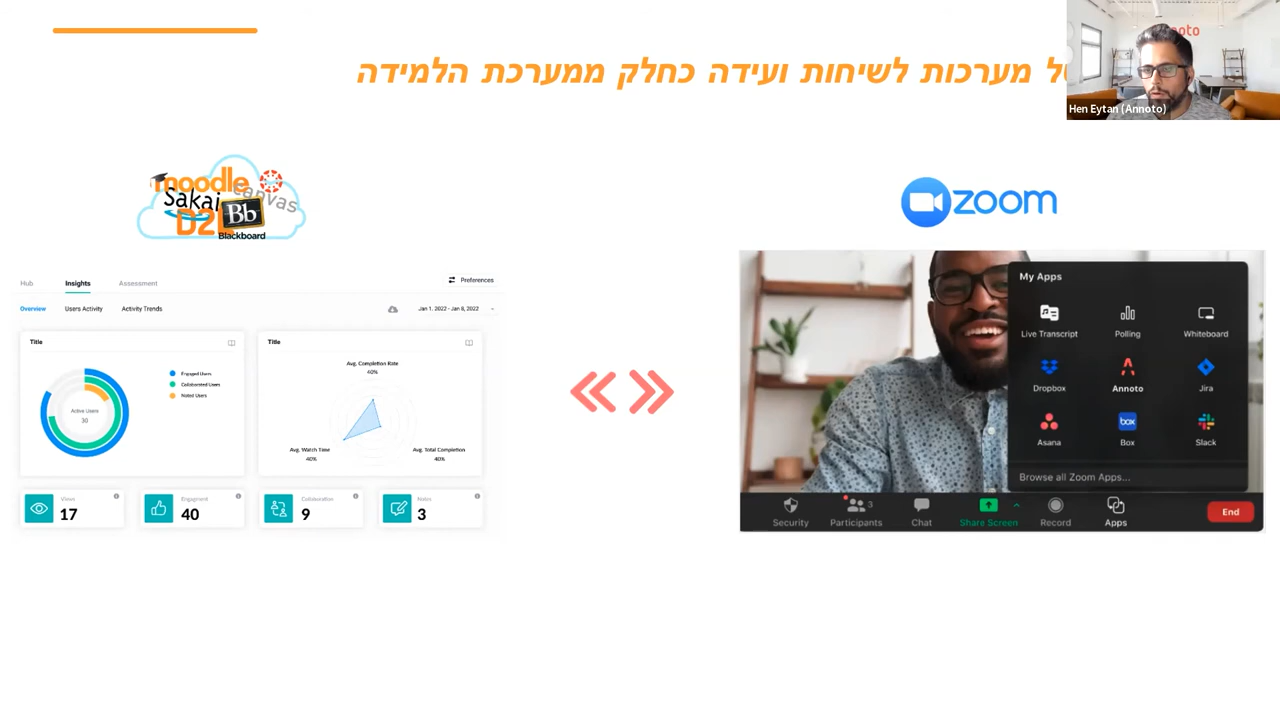 מערכות לשיחות ועידה כחלק ממערכת הלמידה
Hen Eytan (Annoto)
moodle
canvas
Sakai
D2L
Bb
Blackboard
zoom
Hub
Insights
Assessment
Preferences
Overview
Users Activity
Activity Trends
Jan 1, 2022 - Jan 8, 2022
Title
Active Users
30
Engaged Users
Collaborated Users
Noted Users
Title
Avg. Completion Rate
40%
Avg. Watch Time
40%
Avg. Total Completion
40%
Views
17
Engagment
40
Collaboration
9
Notes
3
My Apps
Live Transcript
Polling
Whiteboard
Dropbox
Annoto
Jira
Asana
box
Box
Slack
Browse all Zoom Apps...
Security
Participants
3
Chat
Share Screen
Record
Apps
End